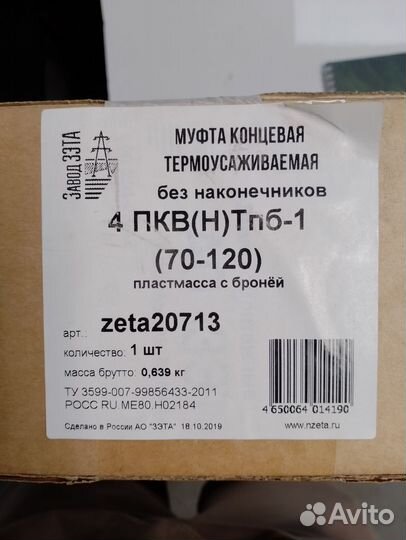 ЗАВОД ЗЭТА
МУФТА КОНЦЕВАЯ
ТЕРМОУСАЖИВАЕМАЯ
без наконечников
4 ПКВ(Н)Тпб-1
(70-120)
пластмасса с бронёй
арт.: zeta20713
количество: 1 шт
масса брутто: 0,639 кг
ТУ 3599-007-99856433-2011
РОСС RU.ME80.H02184
Сделано в России АО "ЗЭТА" 18.10.2019
4 650064 014190
www.nzeta.ru
Avito